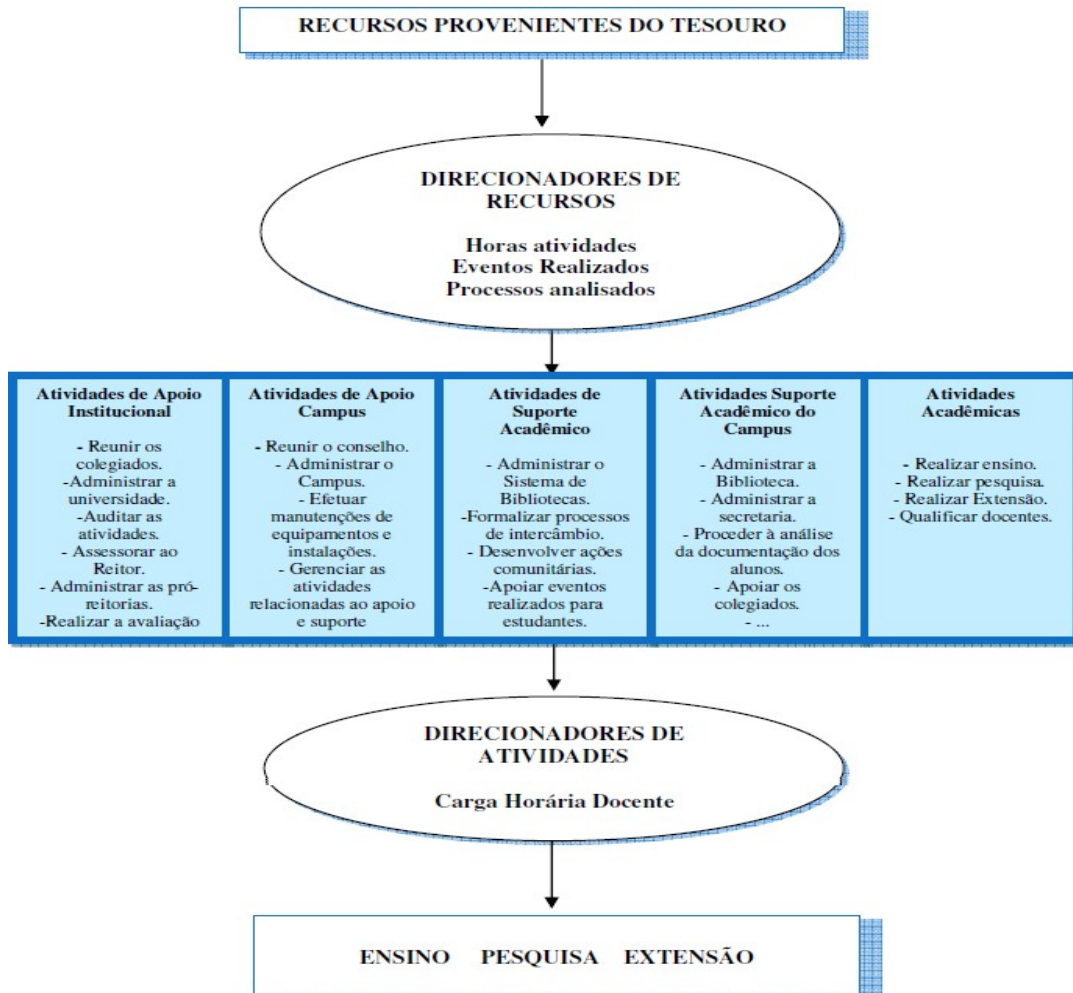 RECURSOS PROVENIENTES DO TESOURO
DIRECIONADORES DE
RECURSOS
Horas atividades
Eventos Realizados
Processos analisados
Atividades de Apoio
Institucional
- Reunir os
colegiados.
-Administrar a
universidade.
-Auditar as
atividades.
- Assessorar ao
Reitor.
- Administrar as pró-
reitorias.
-Realizar a avaliação
Atividades de Apoio
Campus
- Reunir o conselho.
- Administrar o
Campus.
- Efetuar
manutenções de
equipamentos e
instalações.
- Gerenciar as
atividades
relacionadas ao apoio
e suporte
Atividades de
Suporte
Acadêmico
- Administrar o
Sistema de
Bibliotecas.
-Formalizar processos
de intercâmbio.
- Desenvolver ações
comunitárias.
-Apoiar eventos
realizados para
estudantes.
Atividades Suporte
Acadêmico do
Campus
- Administrar a
Biblioteca.
- Administrar a
secretaria.
- Proceder à análise
da documentação dos
alunos.
- Apoiar os
colegiados.
- ...
Atividades
Acadêmicas
- Realizar ensino.
- Realizar pesquisa.
- Realizar Extensão.
- Qualificar docentes.
DIRECIONADORES DE
ATIVIDADES
Carga Horária Docente
ENSINO PESQUISA EXTENSÃO